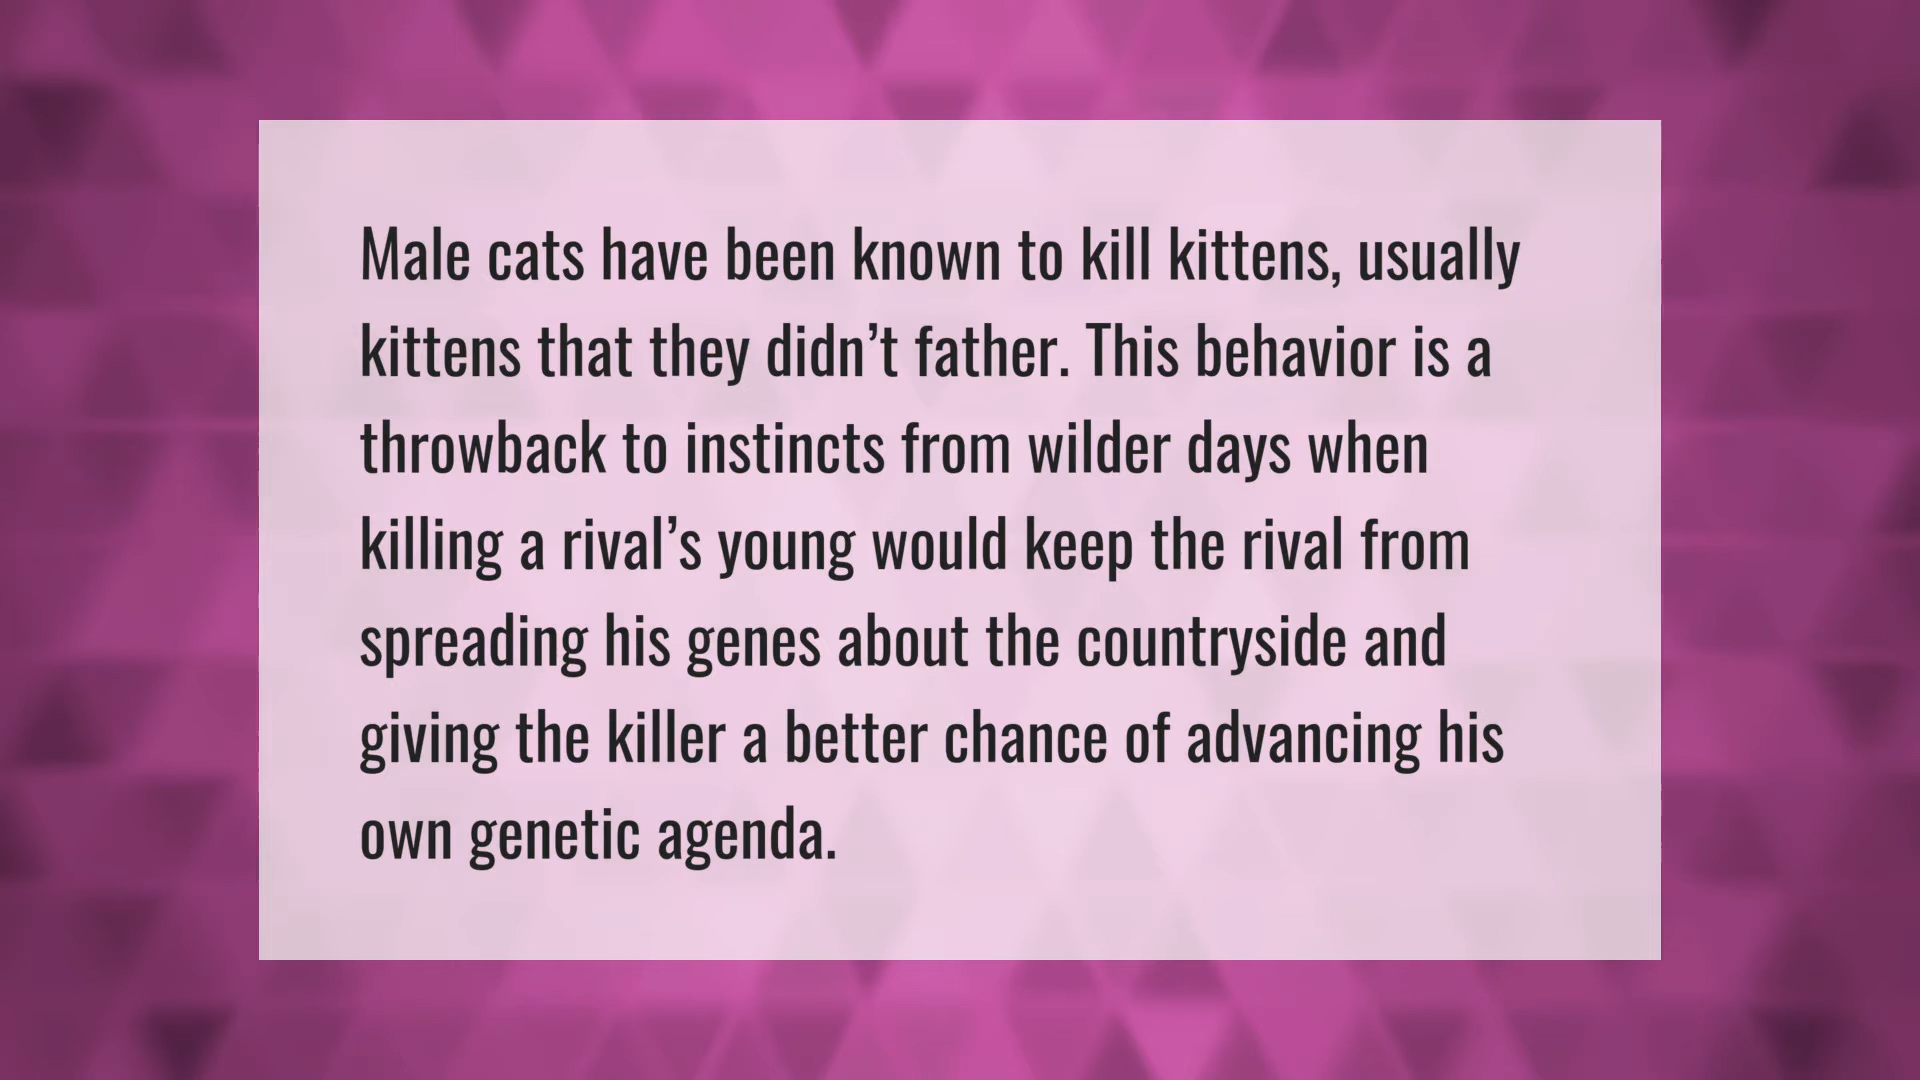 Male cats have been known to kill kittens, usually
kittens that they didn’t father. This behavior is a
throwback to instincts from wilder days when
killing a rival’s young would keep the rival from
spreading his genes about the countryside and
giving the killer a better chance of advancing his
own genetic agenda.